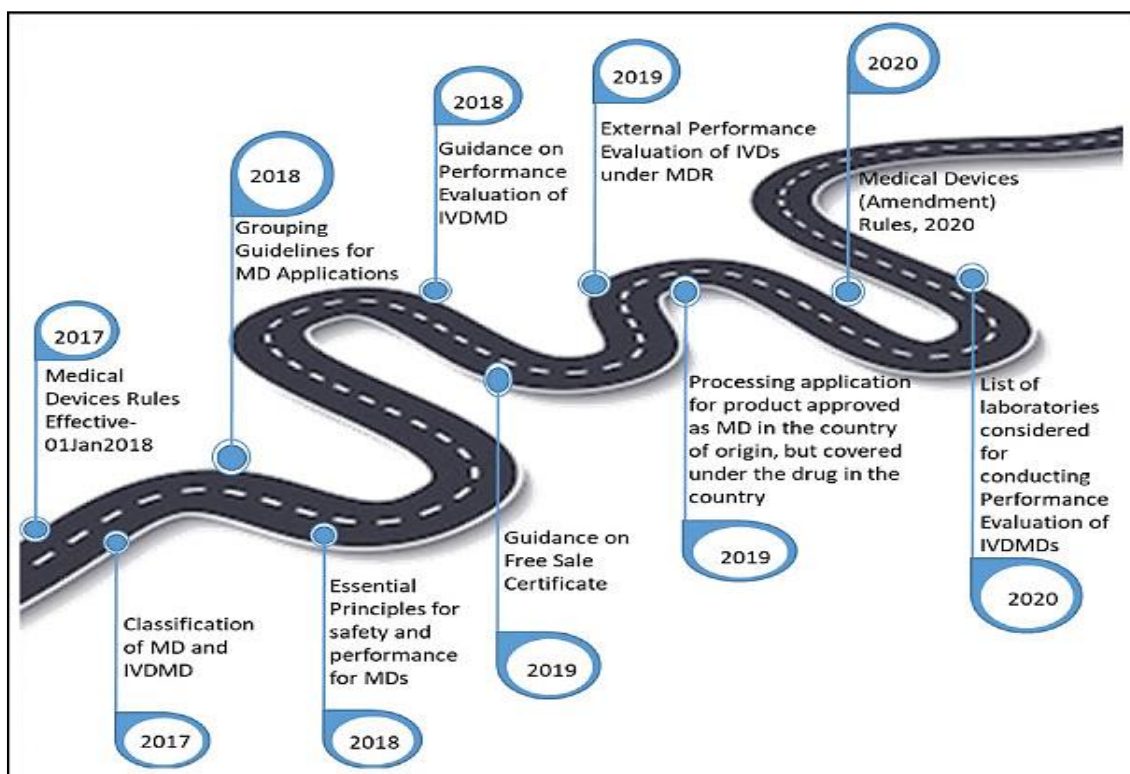 2017
Medical
Devices Rules
Effective-
01Jan2018
Classification
of MD and
IVDMD
2017
2018
Grouping
Guidelines for
MD Applications
Essential
Principles for
safety and
performance
for MDs
2018
2018
Guidance on
Performance
Evaluation of
IVDMD
Guidance on
Free Sale
Certificate
2019
2019
External Performance
Evaluation of IVDs
under MDR
Processing application
for product approved
as MD in the country
of origin, but covered
under the drug in the
country
2019
2020
Medical Devices
(Amendment)
Rules, 2020
List of
laboratories
considered
for
conducting
Performance
Evaluation of
IVDMDs
2020